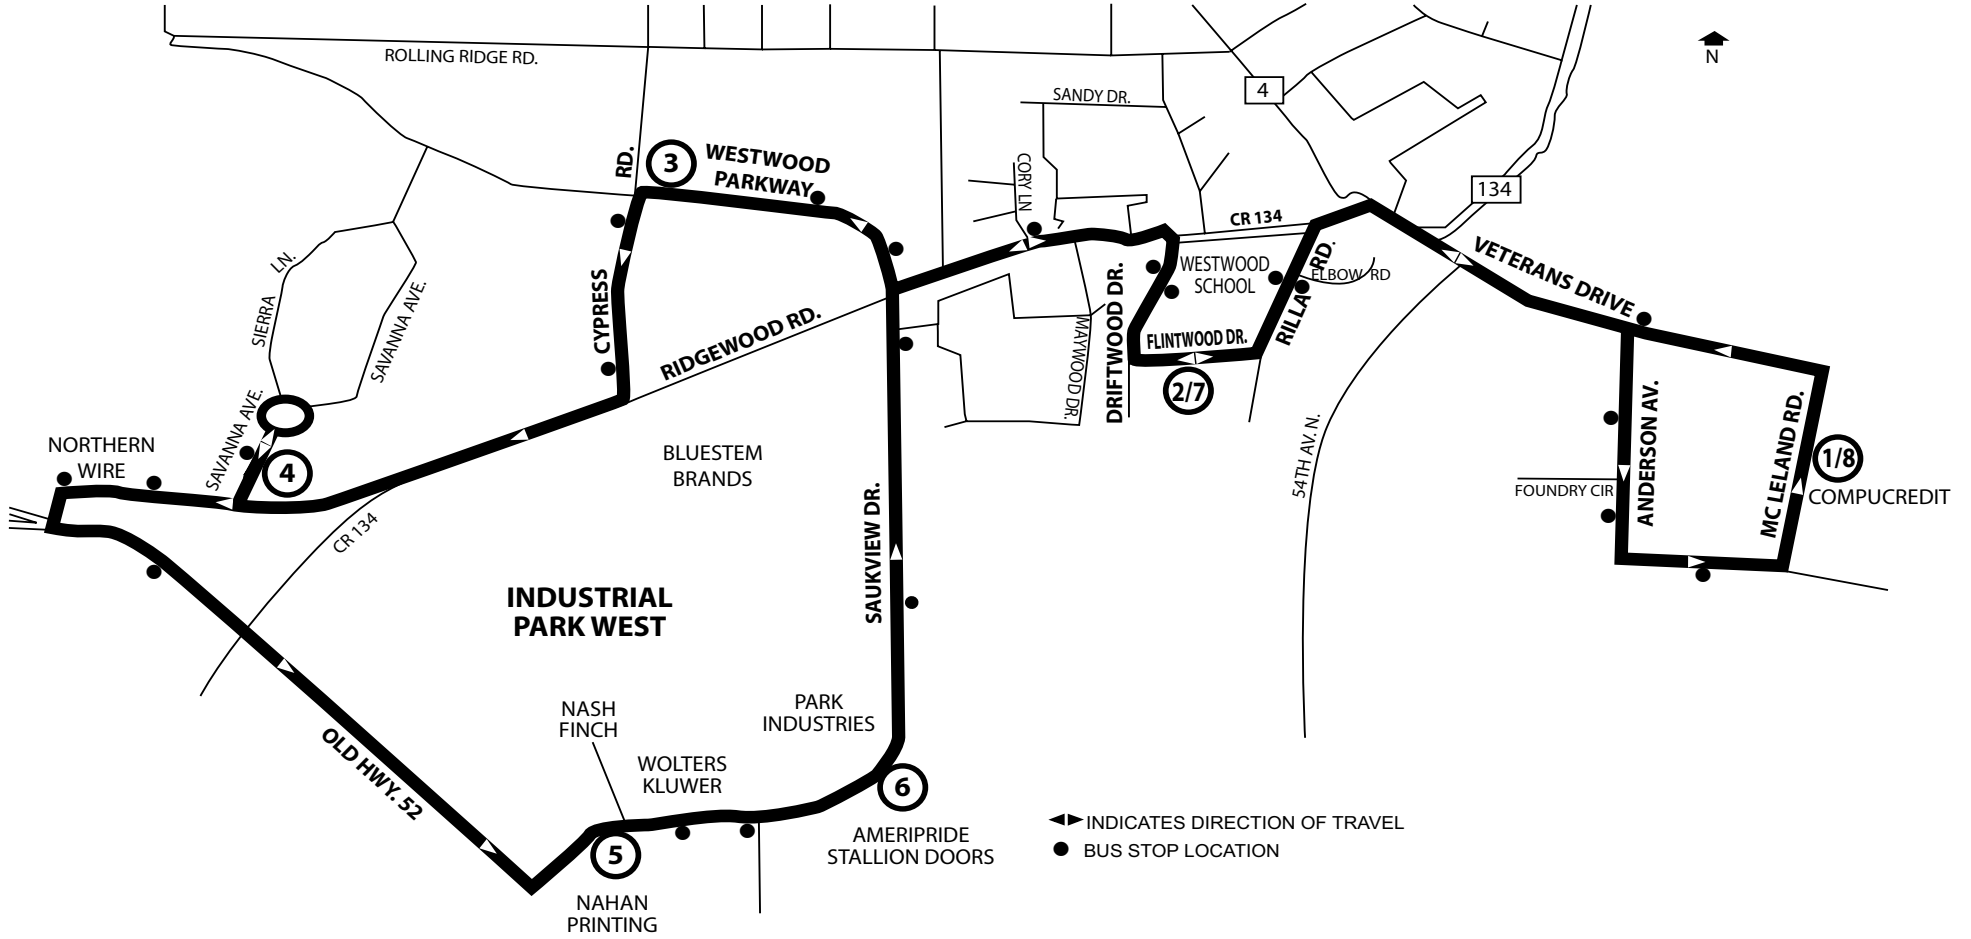 ROLLING RIDGE RD.
N
4
SANDY DR.
134
RD.
3
WESTWOOD
PARKWAY
CORY LN
CR 134
VETERANS DRIVE
SIERRA
LN.
SAVANNA AVE.
CYPRESS
RIDGEWOOD RD.
WESTWOOD
SCHOOL
DRIFTWOOD DR.
FLINTWOOD DR.
RILLA
RD.
ELBOW RD
MAYWOOD DR.
2/7
SAVANNA AVE.
NORTHERN
WIRE
4
BLUESTEM
BRANDS
54TH AV. N.
FOUNDRY CIR
ANDERSON AV.
MC LELAND RD.
1/8
COMPUCREDIT
CR 134
SAUKVIEW DR.
INDUSTRIAL
PARK WEST
OLD HWY. 52
NASH
FINCH
PARK
INDUSTRIES
WOLTERS
KLUWER
6
AMERIPRIDE
STALLION DOORS
5
NAHAN
PRINTING
INDICATES DIRECTION OF TRAVEL
BUS STOP LOCATION